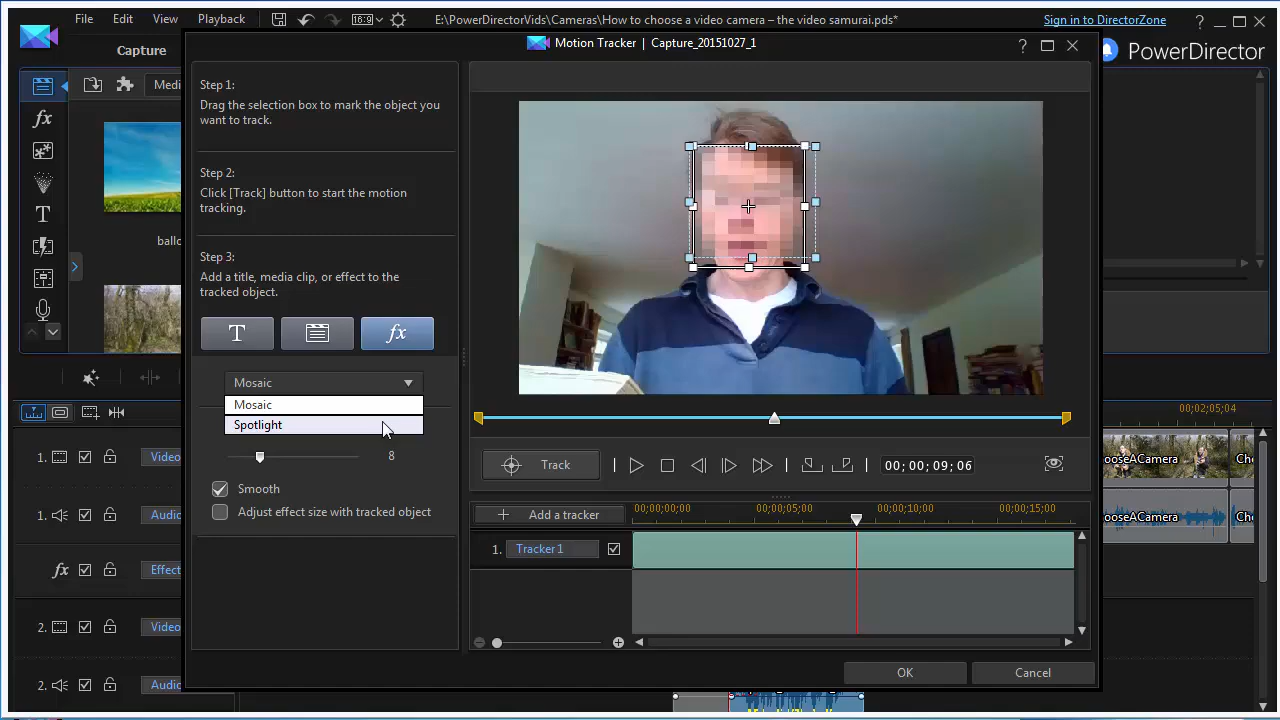 File Edit View Playback
16:9
E:\PowerDirectorVids\Cameras\How to choose a video camera – the video samurai.pds*
Sign in to DirectorZone
?
Capture
PowerDirector
Motion Tracker | Capture_20151027_1
?
Medi
fx
T
ballo
Step 1:
Drag the selection box to mark the object you
want to track.
Step 2:
Click [Track] button to start the motion
tracking.
Step 3:
Add a title, media clip, or effect to the
tracked object.
T fx
Mosaic
Mosaic
Spotlight
8
Smooth
Adjust effect size with tracked object
Track
00; 00; 09; 06
Add a tracker
00;00;00;00 00;00;05;00 00;00;10;00 00;00;15;00
1. Tracker1
OK Cancel
00;02;05;04
1. Video
ooseACamera Cho
1. Audio
ooseACamera Cho
fx Effect
2. Video
2. Audio